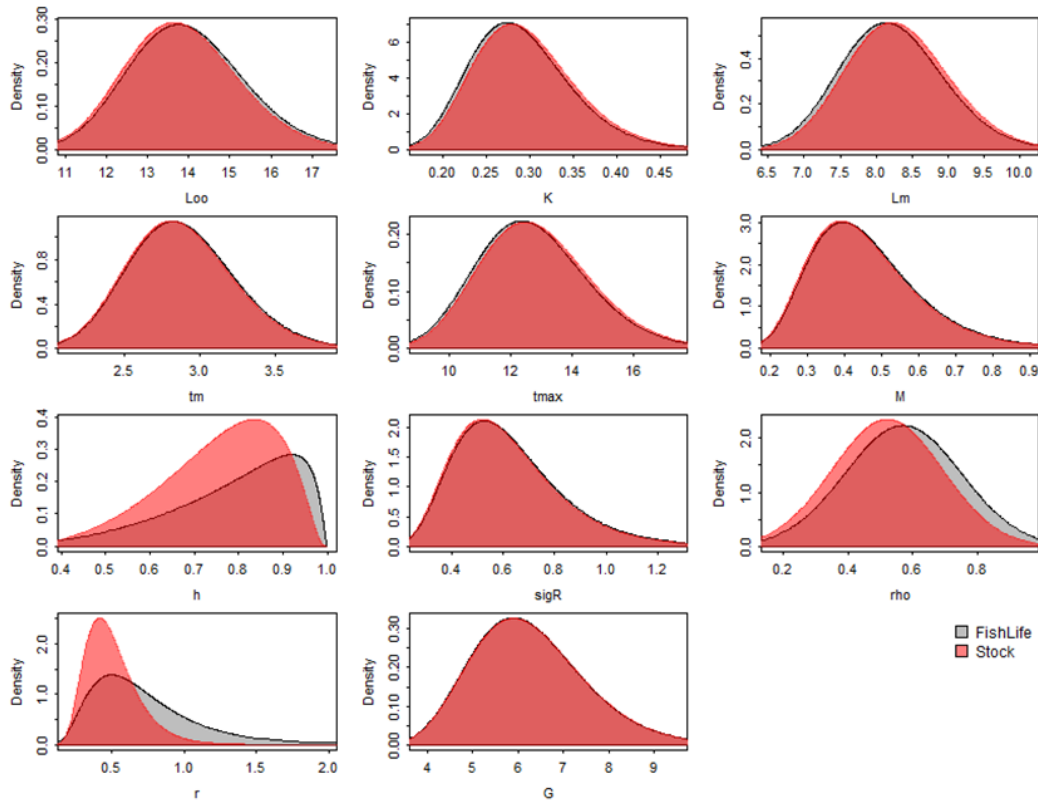 Density
0.00 0.10 0.20 0.30
11 12 13 14 15 16 17
Loo
Density
0 2 4 6
0.20 0.25 0.30 0.35 0.40 0.45
K
Density
0.0 0.2 0.4
6.5 7.0 7.5 8.0 8.5 9.0 9.5 10.0
Lm
Density
0.0 0.4 0.8
2.5 3.0 3.5
tm
Density
0.00 0.10 0.20
10 12 14 16
tmax
Density
0.0 1.0 2.0 3.0
0.2 0.3 0.4 0.5 0.6 0.7 0.8 0.9
M
Density
0.0 0.1 0.2 0.3 0.4
0.4 0.5 0.6 0.7 0.8 0.9 1.0
h
Density
0.0 0.5 1.0 1.5 2.0
0.4 0.6 0.8 1.0 1.2
sigR
Density
0.0 1.0 2.0
0.2 0.4 0.6 0.8
rho
Density
0.0 1.0 2.0
0.5 1.0 1.5 2.0
r
Density
0.00 0.10 0.20 0.30
4 5 6 7 8 9
G
FishLife
Stock